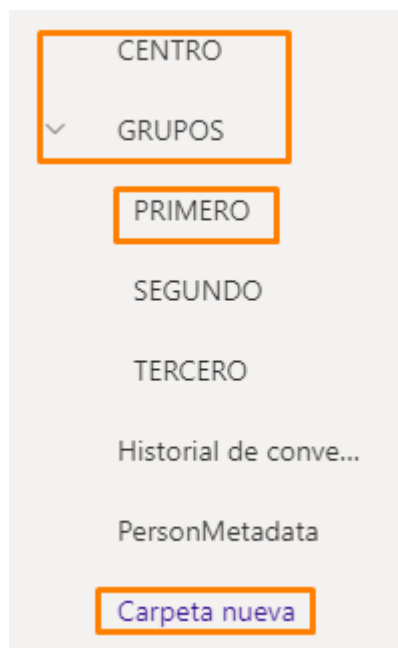 CENTRO
GRUPOS
PRIMERO
SEGUNDO
TERCERO
Historial de conve...
PersonMetadata
Carpeta nueva